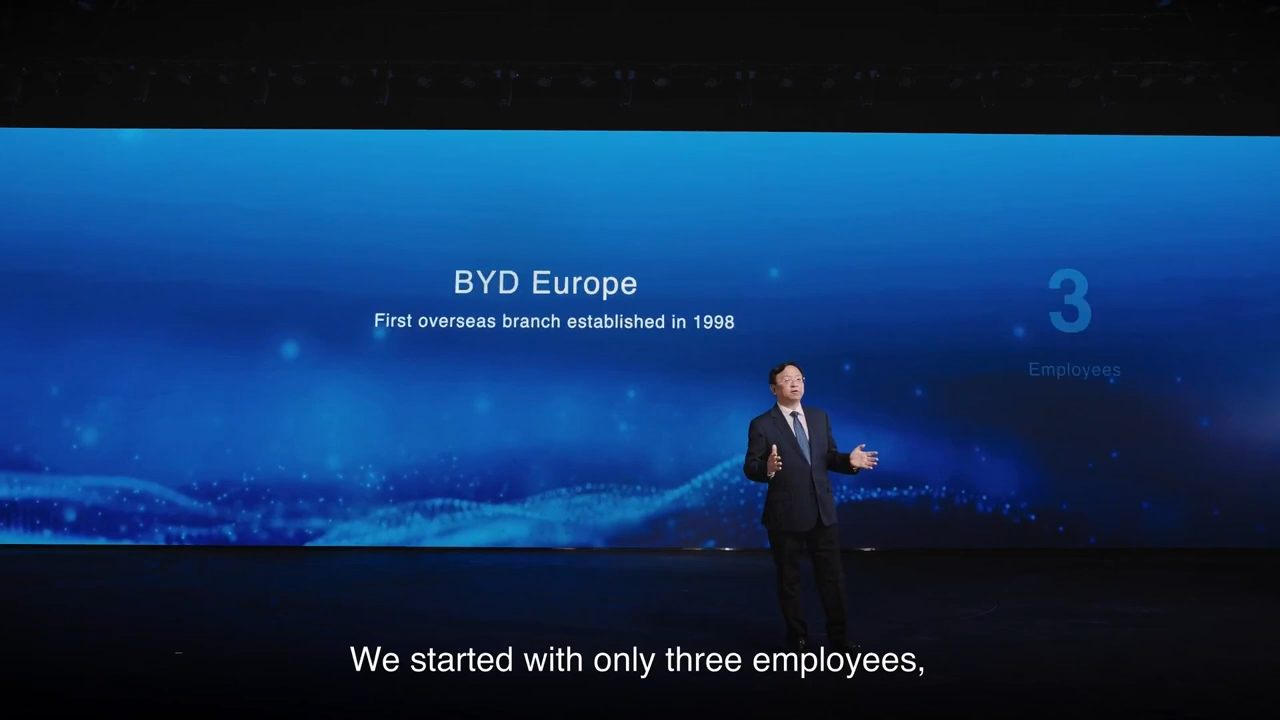 BYD Europe
First overseas branch established in 1998
3
Employees
We started with only three employees,